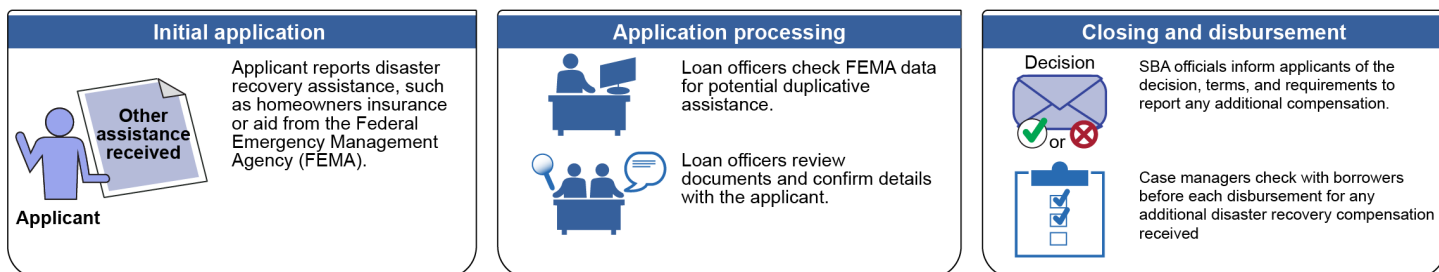 Initial application
Other
assistance
received
Applicant
Applicant reports disaster
recovery assistance, such
as homeowners insurance
or aid from the Federal
Emergency Management
Agency (FEMA).
Application processing
Loan officers check FEMA data
for potential duplicative
assistance.
Loan officers review
documents and confirm details
with the applicant.
Closing and disbursement
Decision
or
SBA officials inform applicants of the
decision, terms, and requirements to
report any additional compensation.
Case managers check with borrowers
before each disbursement for any
additional disaster recovery compensation
received